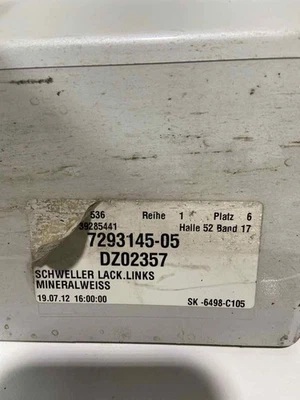 536 Reihe 1 Platz 6
39285441 Halle 52 Band 17
7293145-05
DZ02357
SCHWELLER LACK.LINKS
MINERALWEISS
19.07.12 16:00:00 SK -6498-C105